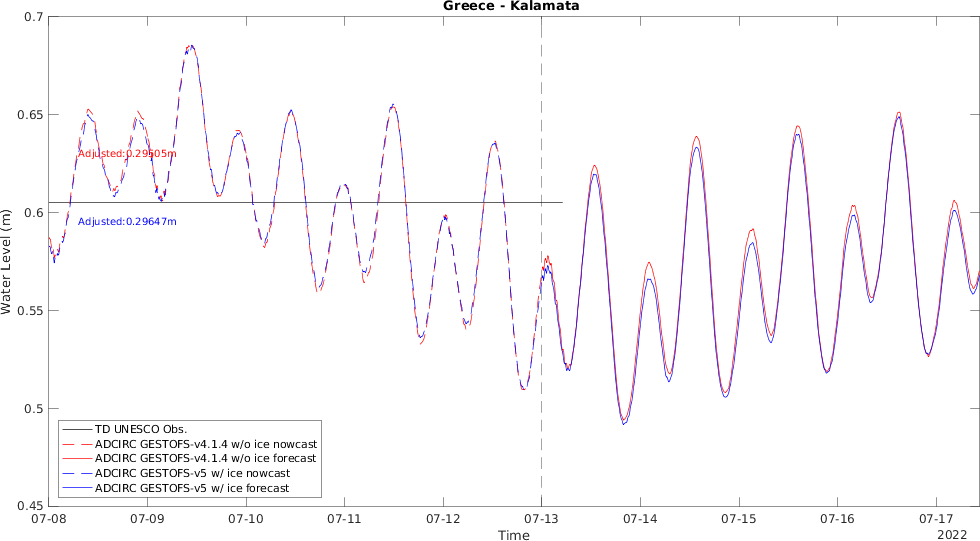 Greece - Kalamata
0.7
0.65
0.6
0.55
0.5
0.45
Water Level (m)
Adjusted:0.29505m
Adjusted:0.29647m
TD UNESCO Obs.
ADCIRC GESTOFS-v4.1.4 w/o ice nowcast
ADCIRC GESTOFS-v4.1.4 w/o ice forecast
ADCIRC GESTOFS-v5 w/ ice nowcast
ADCIRC GESTOFS-v5 w/ ice forecast
07-08 07-09 07-10 07-11 07-12 07-13 07-14 07-15 07-16 07-17
Time
2022